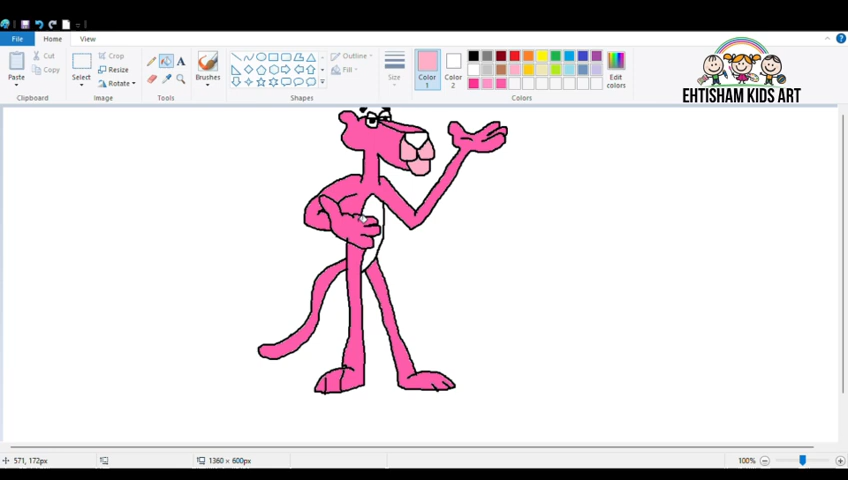 File
Home
View
Paste
Cut
Copy
Clipboard
Select
Crop
Resize
Rotate
Image
A
Tools
Brushes
Shapes
Outline
Fill
Size
Color
1
Color
2
Edit
colors
Colors
EHTISHAM KIDS ART
571, 172px
1360 × 600px
100%